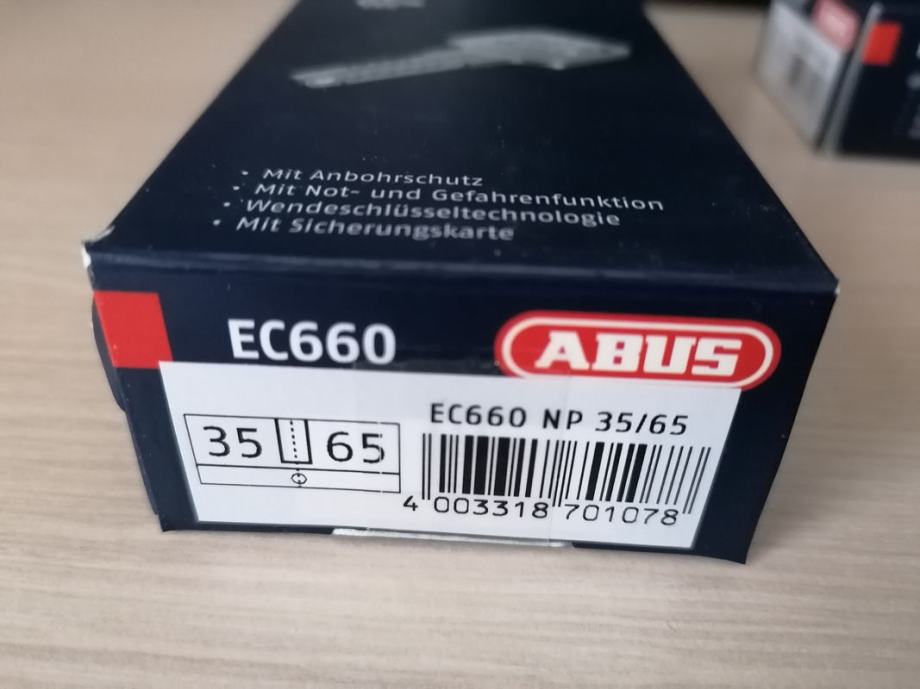 • Mit Anbohrschutz
• Mit Not- und Gefahrenfunktion
• Wendeschlüsseltechnologie
• Mit Sicherungskarte
EC660
ABUS
EC660 NP 35/65
35 65
4 003318 701078
ABUS